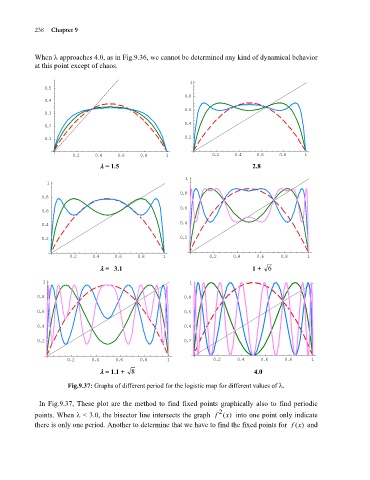 238 Chapter 9
When λ approaches 4.0, as in Fig.9.36, we cannot be determined any kind of dynamical behavior
at this point except of chaos.
0.5
0.4
0.3
0.2
0.1
0.2 0.4 0.6 0.8 1
1
0.8
0.6
0.4
0.2
0.2 0.4 0.6 0.8 1
λ = 1.5 2.8
1
0.8
0.6
0.4
0.2
0.2 0.4 0.6 0.8 1
1
0.8
0.6
0.4
0.2
0.2 0.4 0.6 0.8 1
λ = 3.1 1 + √6
1
0.8
0.6
0.4
0.2
0.2 0.4 0.6 0.8 1
1
0.8
0.6
0.4
0.2
0.2 0.4 0.6 0.8 1
λ = 1.1 + √8 4.0
Fig.9.37: Graphs of different period for the logistic map for different values of λ.
In Fig.9.37, These plot are the method to find fixed points graphically also to find periodic
points. When λ < 3.0, the bisector line intersects the graph f²(x) into one point only indicate
there is only one period. Another to determine that we have to find the fixed points for f(x) and